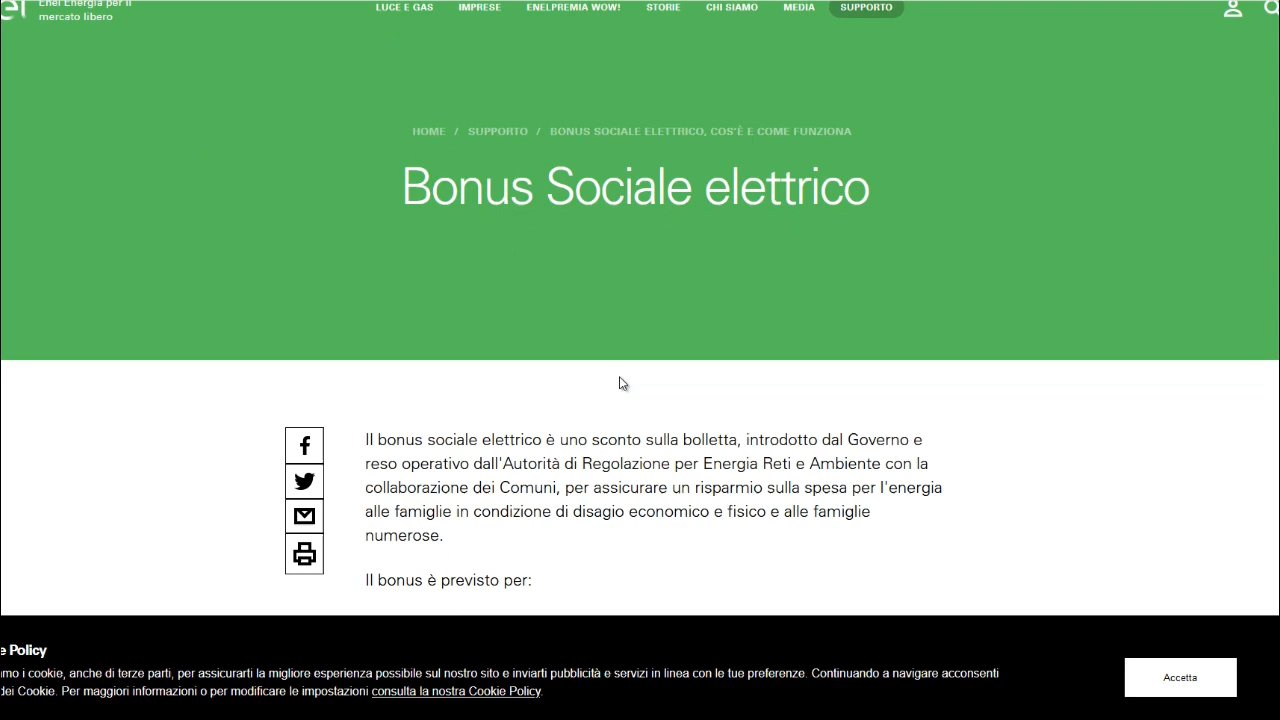 Enel Energia per il
mercato libero
LUCE E GAS IMPRESE ENELPREMIA WOW! STORIE CHI SIAMO MEDIA SUPPORTO
HOME / SUPPORTO / BONUS SOCIALE ELETTRICO, COS'È E COME FUNZIONA
Bonus Sociale elettrico
Il bonus sociale elettrico è uno sconto sulla bolletta, introdotto dal Governo e
reso operativo dall'Autorità di Regolazione per Energia Reti e Ambiente con la
collaborazione dei Comuni, per assicurare un risparmio sulla spesa per l'energia
alle famiglie in condizione di disagio economico e fisico e alle famiglie
numerose.
Il bonus è previsto per:
e Policy
mo i cookie, anche di terze parti, per assicurarti la migliore esperienza possibile sul nostro sito e inviarti pubblicità e servizi in linea con le tue preferenze. Continuando a navigare acconsenti
dei Cookie. Per maggiori informazioni o per modificare le impostazioni consulta la nostra Cookie Policy.
Accetta